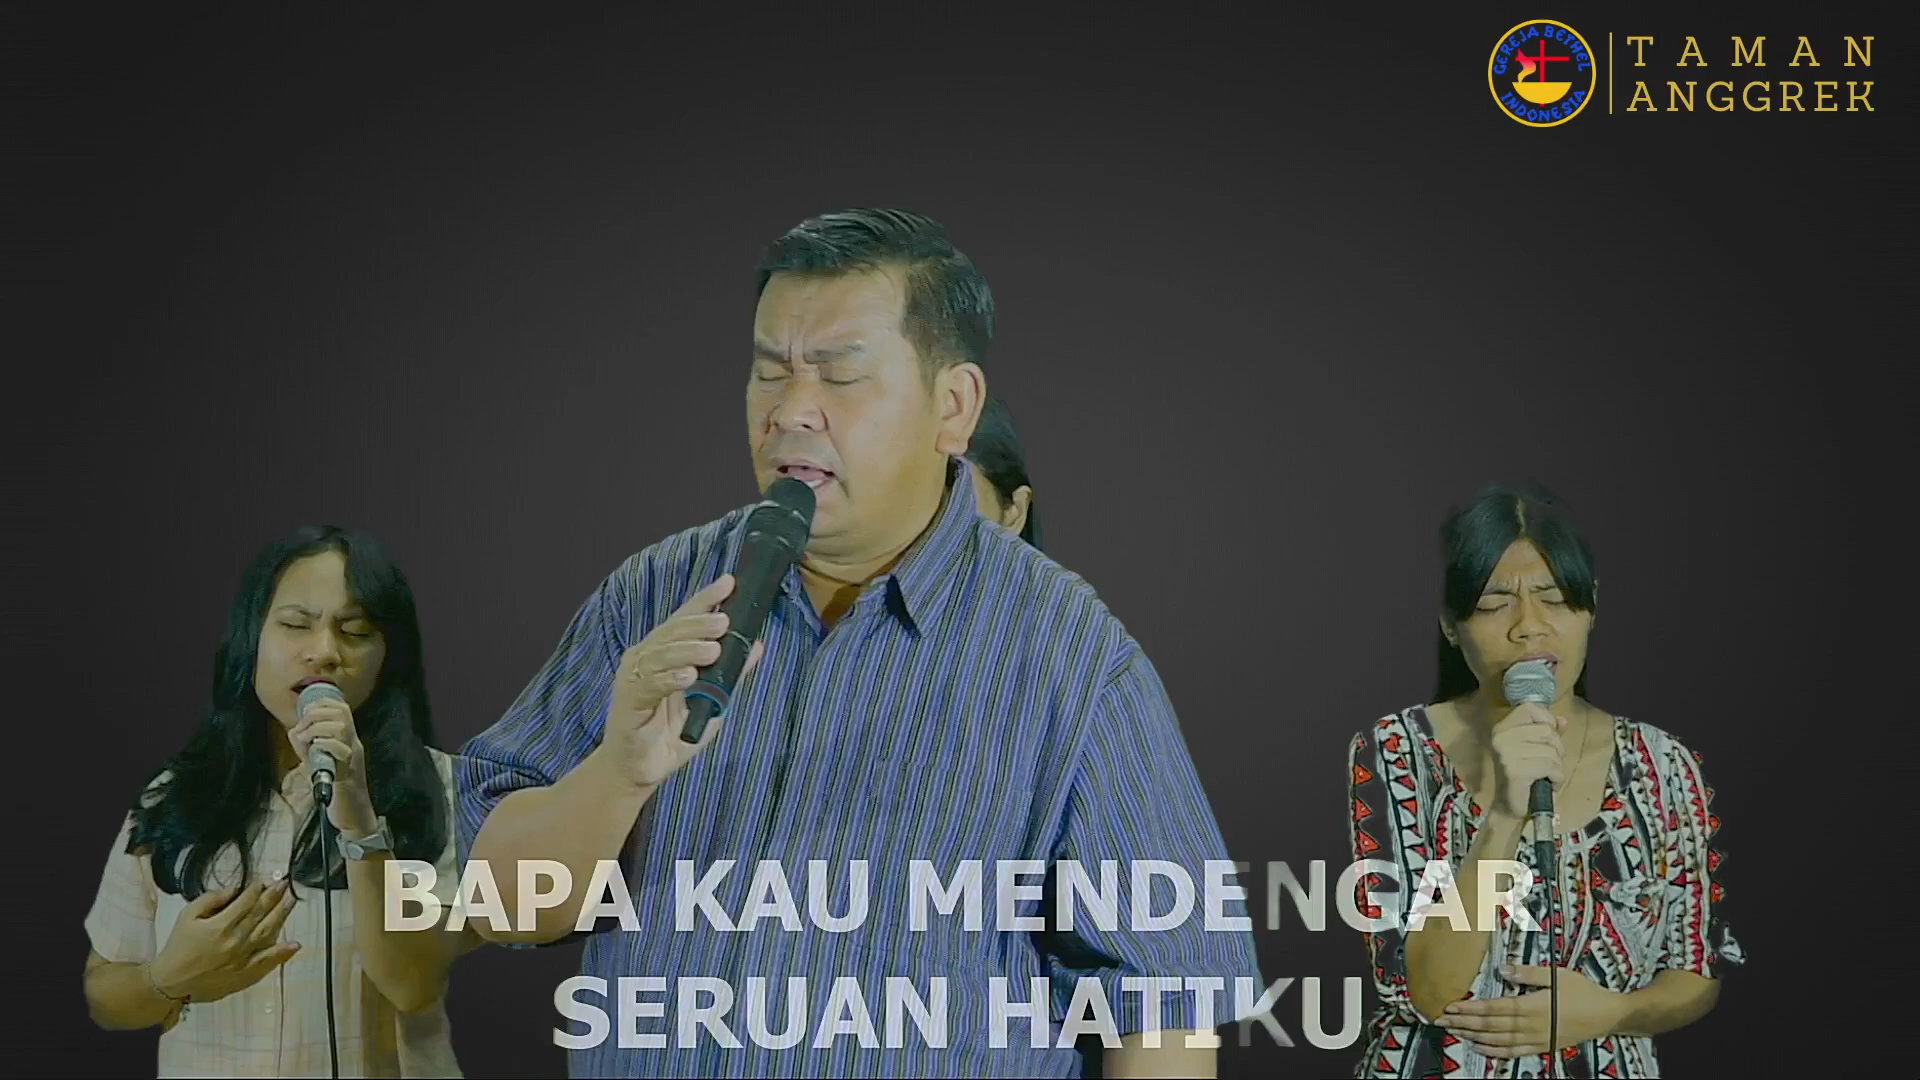 GEREJA BETHEL
INDONESIA
TAMAN
ANGGREK
BAPA KAU MENDENGAR
SERUAN HATIKU